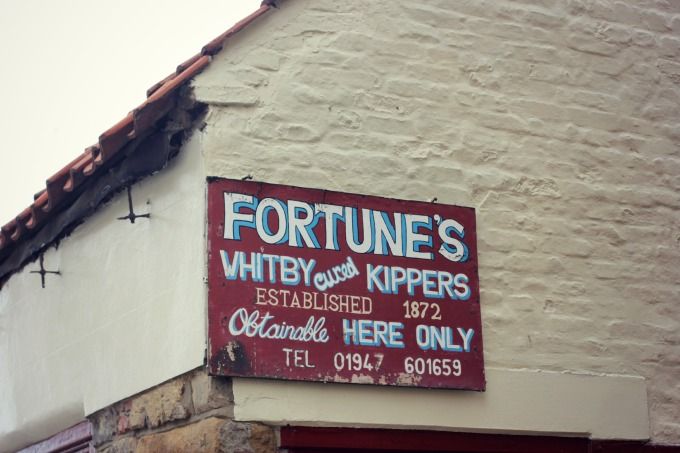 FORTUNE'S
WHITBY cured KIPPERS
ESTABLISHED 1872
Obtainable HERE ONLY
TEL 01947 601659